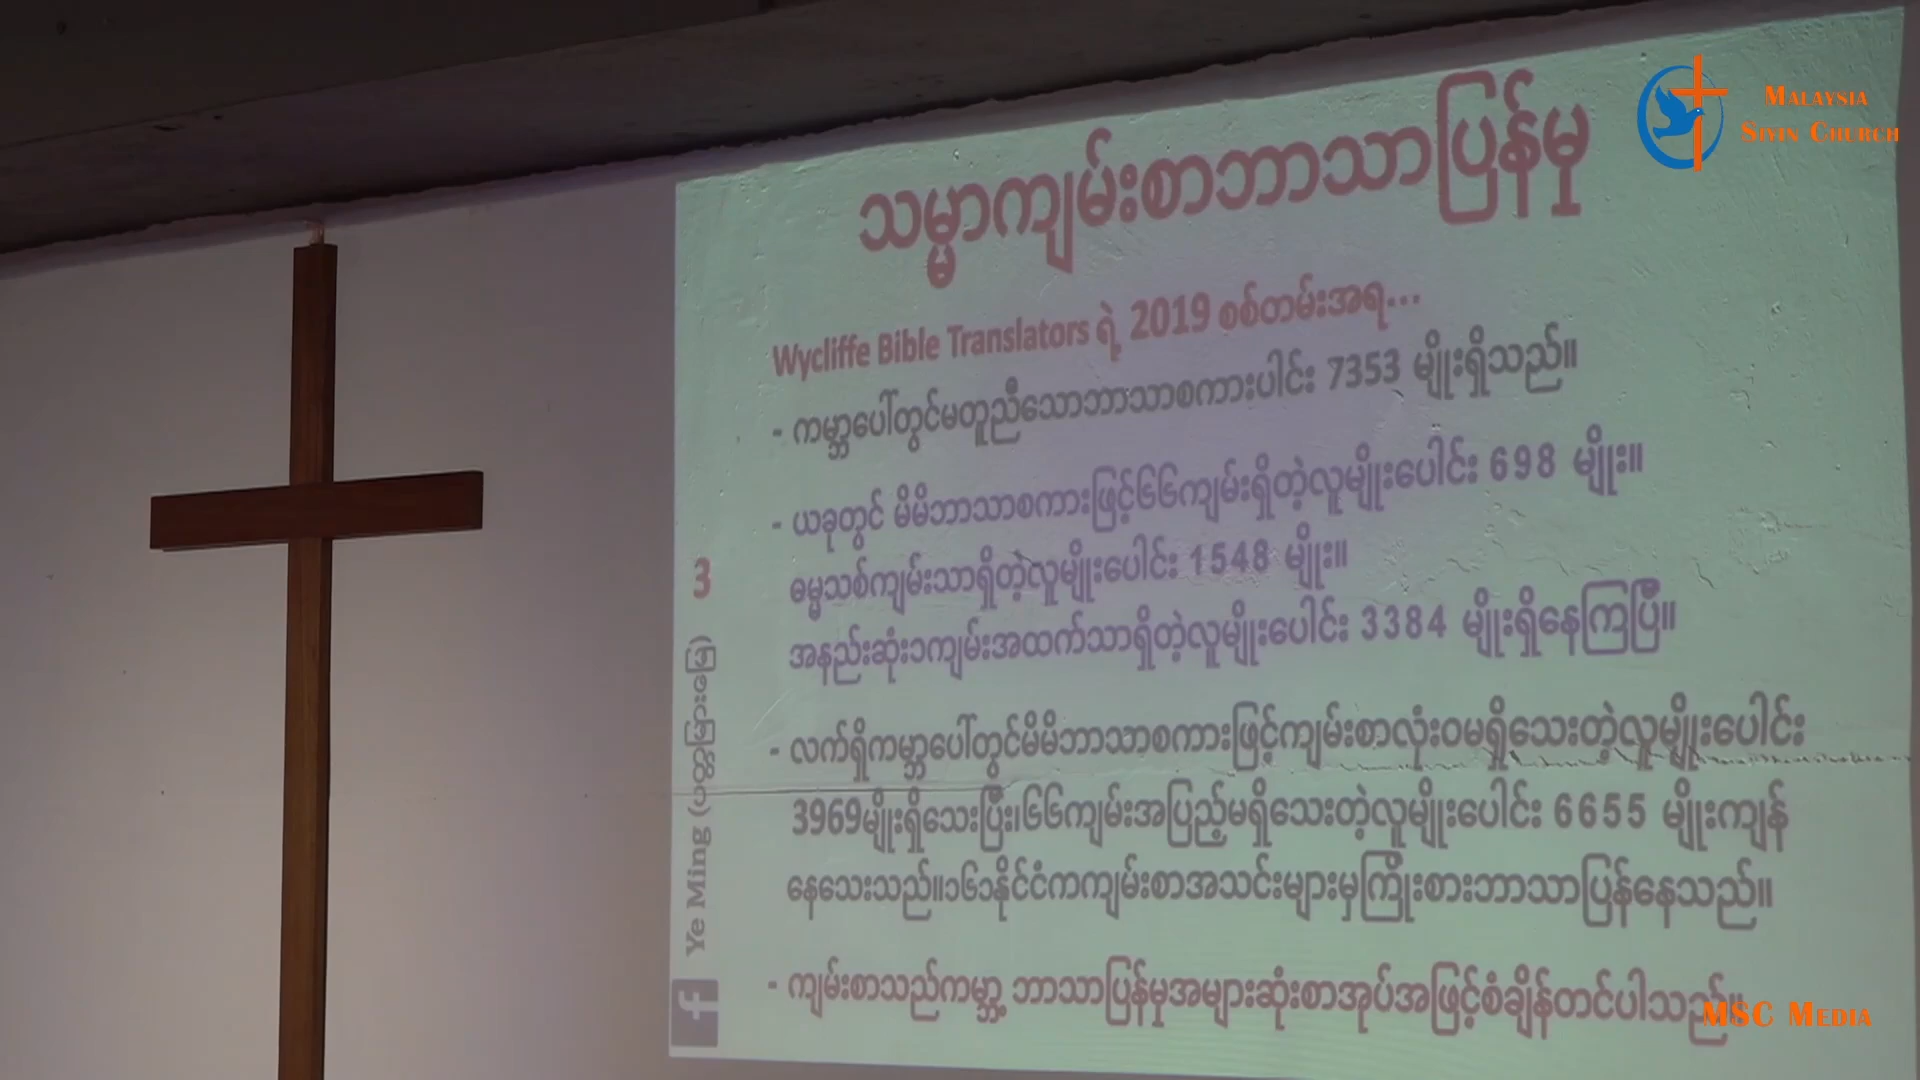 MALAYSIA
SIYIN CHURCH
သမ္မာကျမ်းစာဘာသာပြန်မှု
Wycliffe Bible Translators ရဲ့ 2019 စစ်တမ်းအရ...
- ကမ္ဘာပေါ်တွင်မတူညီသောဘာသာစကားပါင်း 7353 မျိုးရှိသည်။
- ယခုတွင် မိမိဘာသာစကားဖြင့်၆၆ကျမ်းရှိတဲ့လူမျိုးပေါင်း 698 မျိုး။
ဓမ္မသစ်ကျမ်းသာရှိတဲ့လူမျိုးပေါင်း 1548 မျိုး။
အနည်းဆုံး၁ကျမ်းအထက်သာရှိတဲ့လူမျိုးပေါင်း 3384 မျိုးရှိနေကြပြီ။
- လက်ရှိကမ္ဘာပေါ်တွင်မိမိဘာသာစကားဖြင့်ကျမ်းစာလုံးဝမရှိသေးတဲ့လူမျိုးပေါင်း
3969မျိုးရှိသေးပြီး၊၆၆ကျမ်းအပြည့်မရှိသေးတဲ့လူမျိုးပေါင်း 6655 မျိုးကျန်
နေသေးသည်။၁၆၁နိုင်ငံကကျမ်းစာအသင်းများမှကြိုးစားဘာသာပြန်နေသည်။
- ကျမ်းစာသည်ကမ္ဘာ့ ဘာသာပြန်မှုအများဆုံးစာအုပ်အဖြင့်စံချိန်တင်ပါသည်။
3
Ye Ming (ပတ္တမြားမြေ)
MSC MEDIA